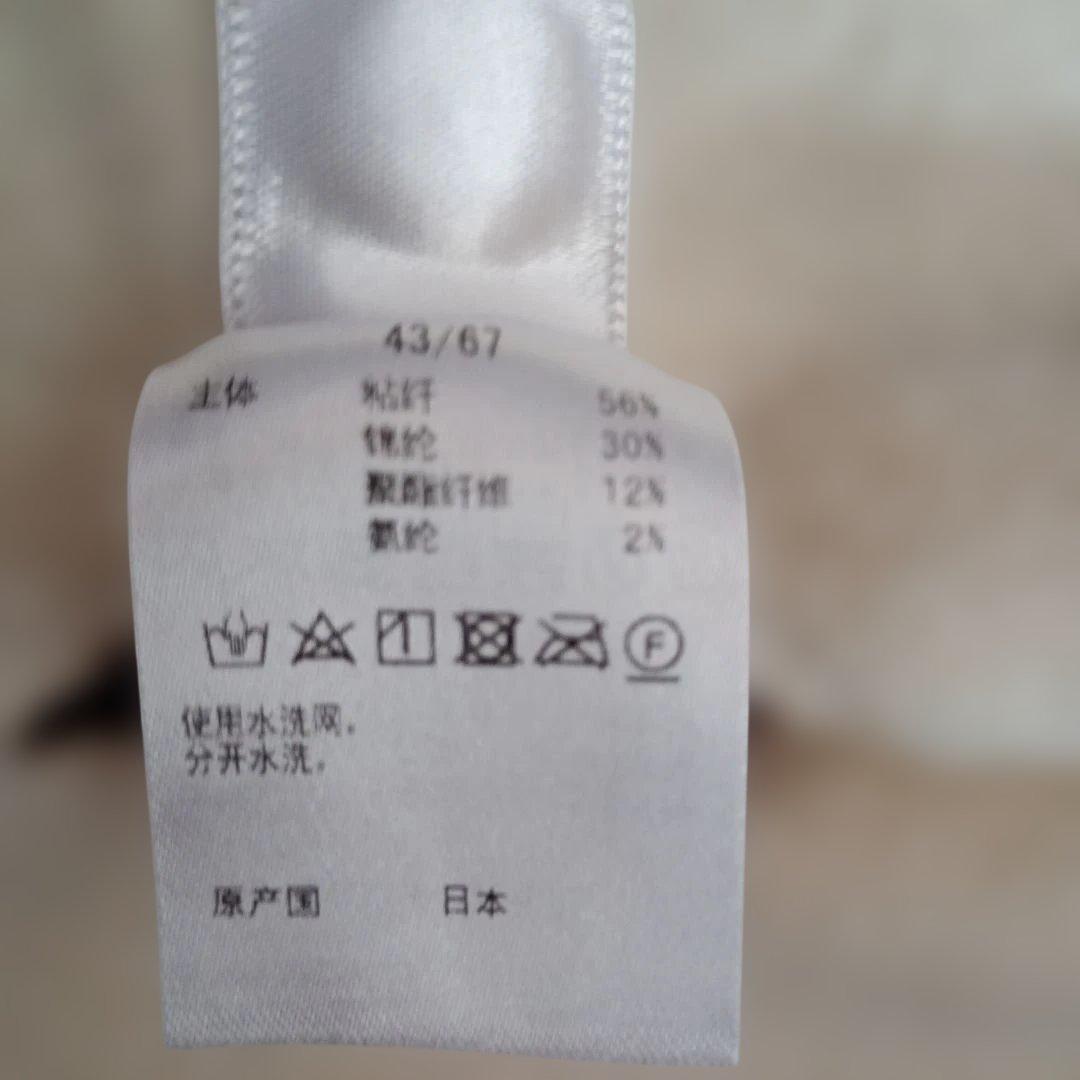 43/67
主体 粘纤 56%
锦纶 30%
聚酯纤维 12%
氨纶 2%
F
使用水洗网。
分开水洗。
原产国 日本